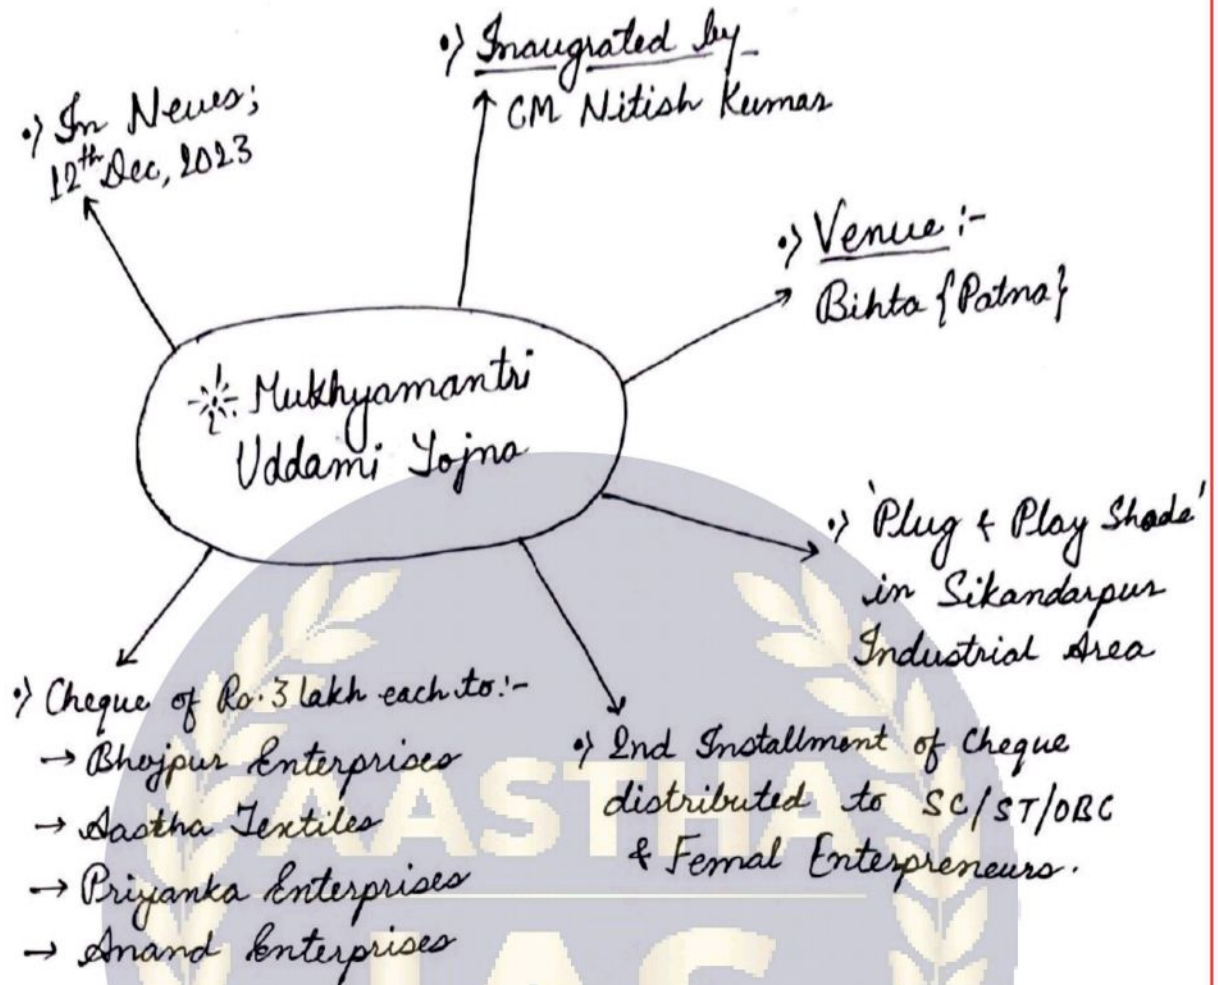 •) Inaugrated by
CM Nitish Kumar
•) In News;
12th Dec, 2023
•) Venue :-
Bihta {Patna}
Mukhyamantri
Uddami Yojna
•) 'Plug & Play Shade'
in Sikandarpur
Industrial Area
•) Cheque of Rs. 3 lakh each to:-
→ Bhojpur Enterprises
→ Aastha Textiles
→ Priyanka Enterprises
→ Anand Enterprises
•) 2nd Installment of Cheque
distributed to SC/ST/OBC
& Femal Enterpreneurs.
AASTHA
IAS